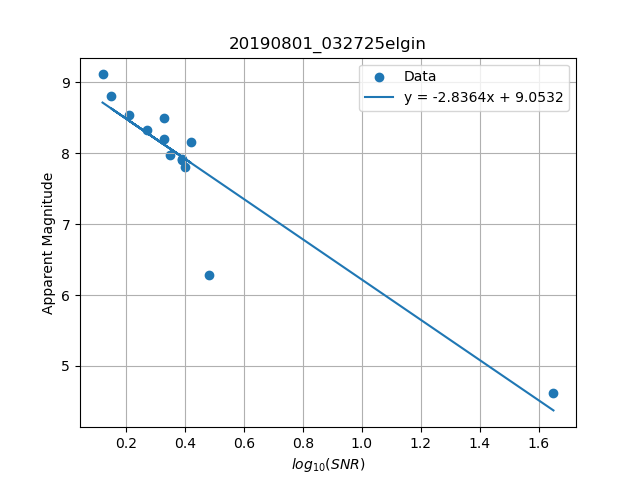 20190801_032725elgin
Data
y = -2.8364x + 9.0532
Apparent Magnitude
9
8
7
6
5
0.2 0.4 0.6 0.8 1.0 1.2 1.4 1.6
log₁₀(SNR)